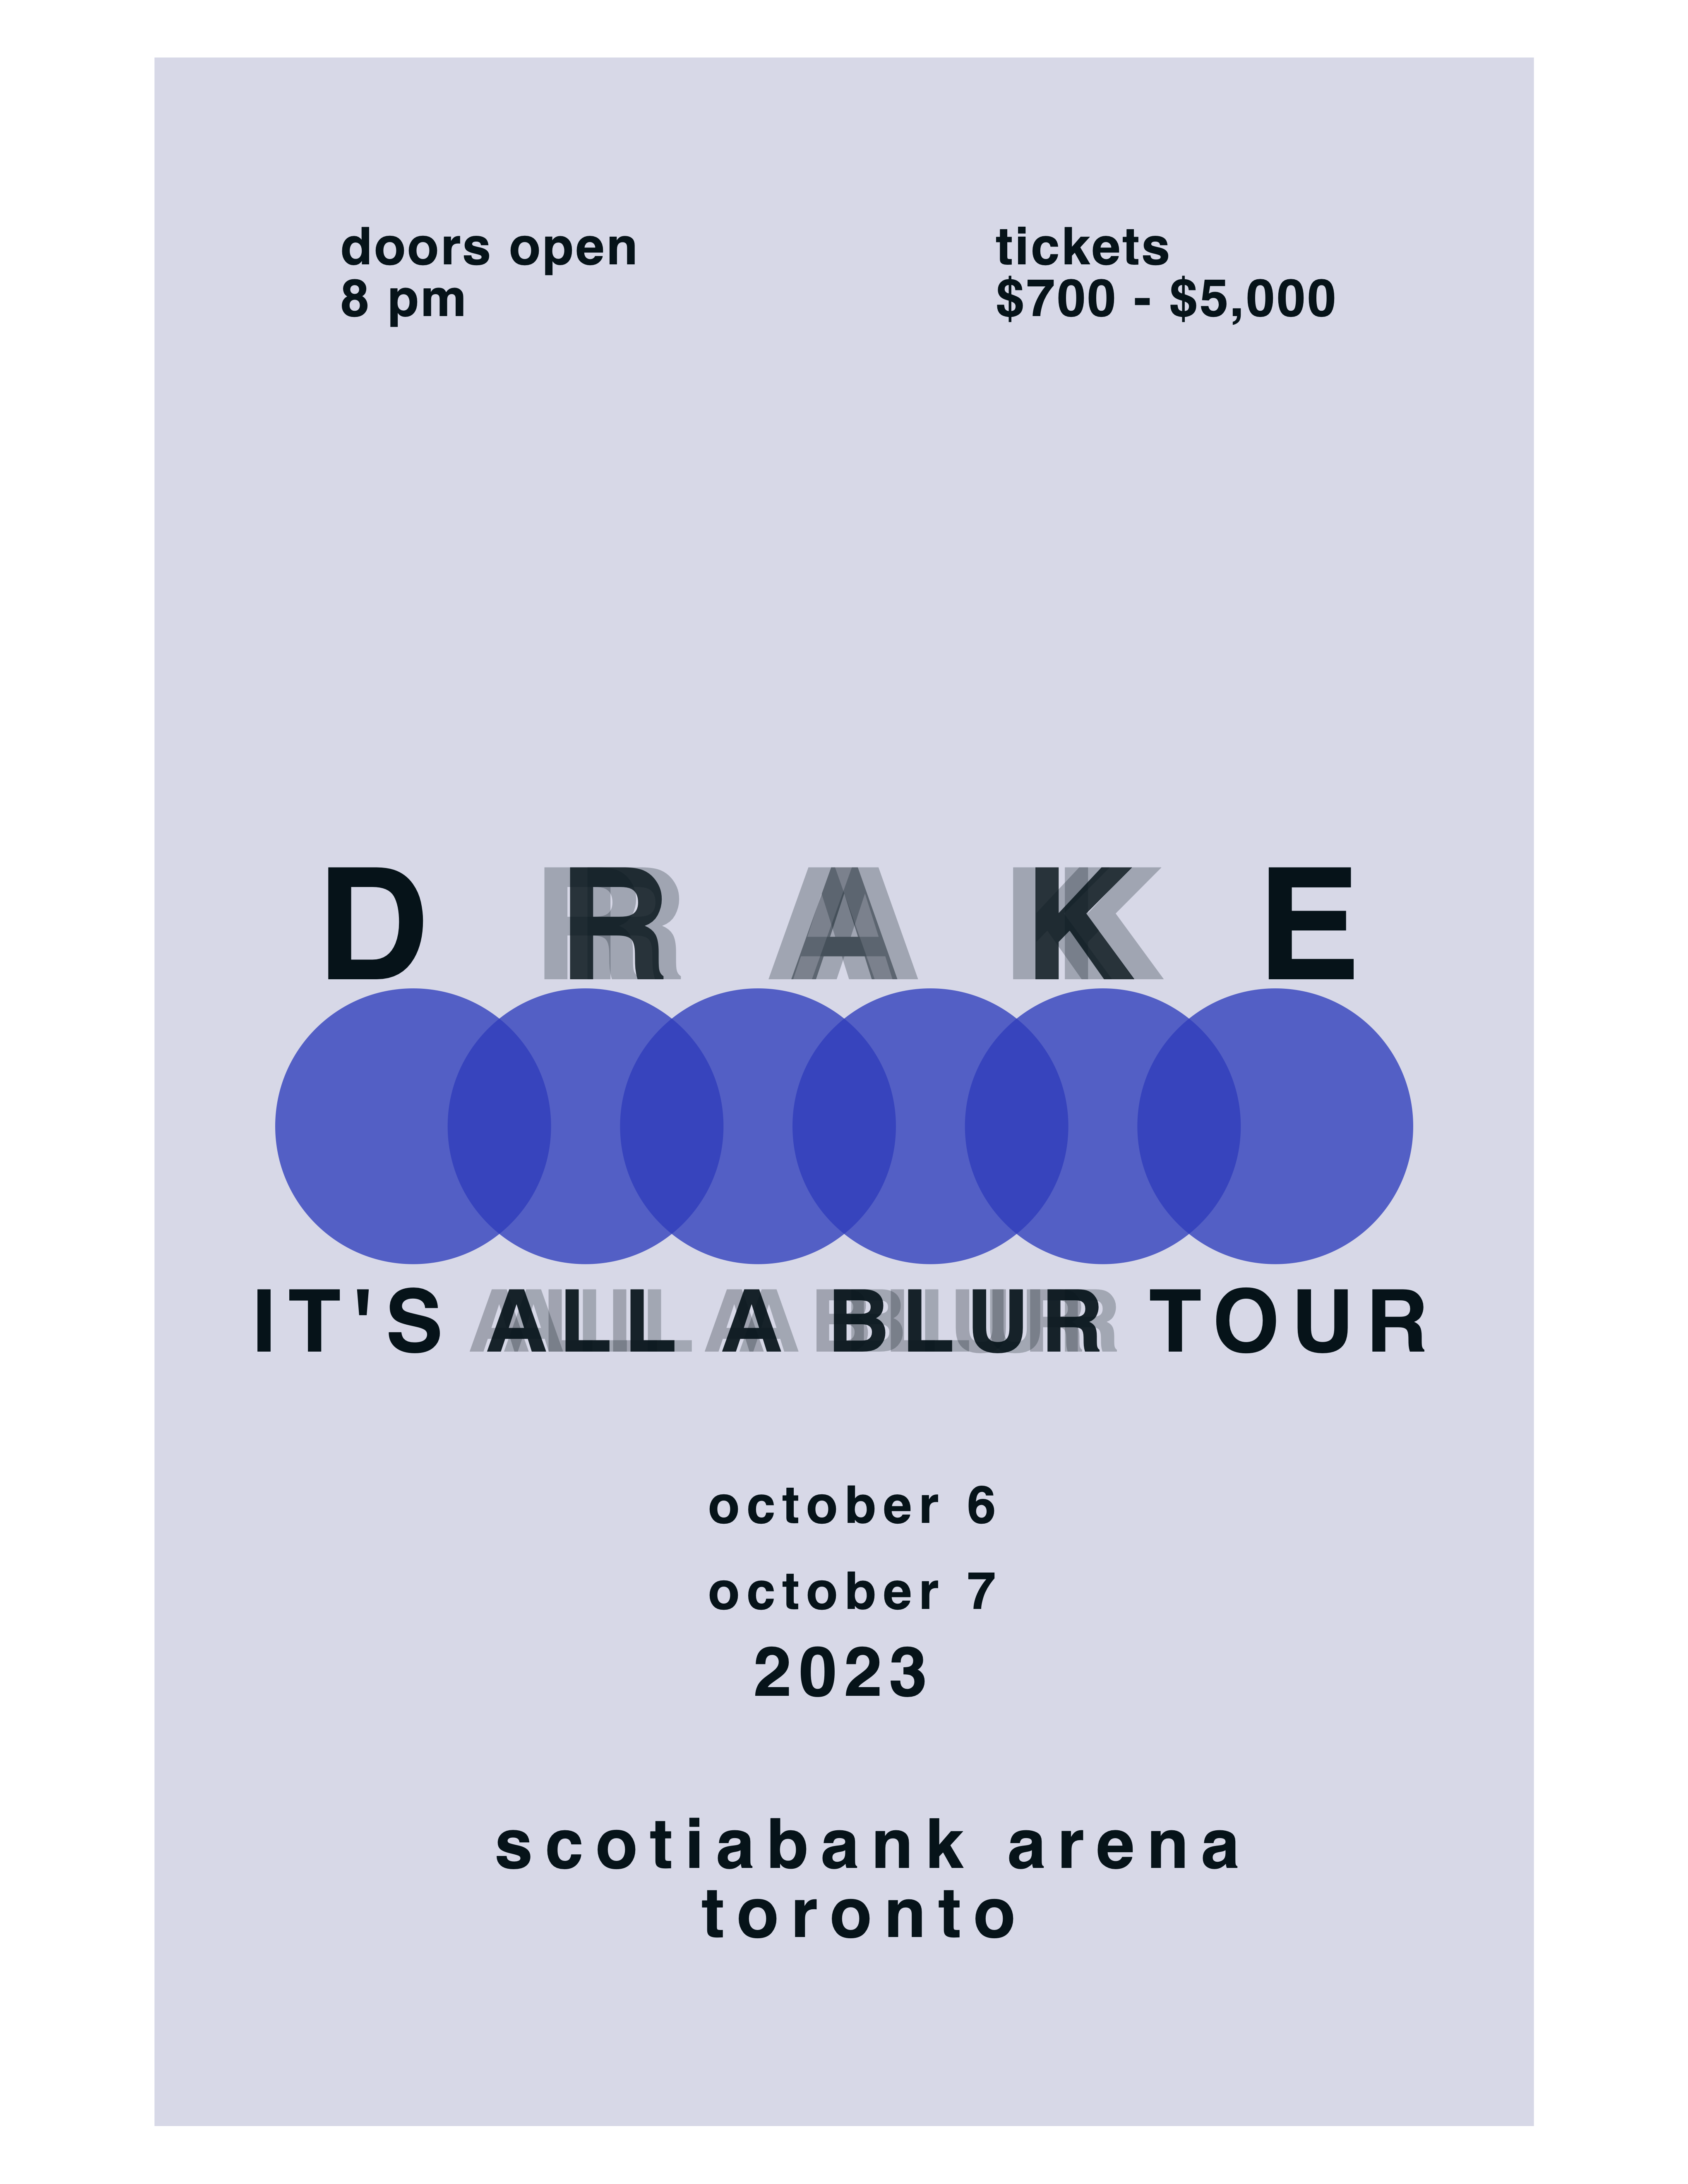 doors open
8 pm
tickets
$700 - $5,000
DRAKE
IT'S ALL A BLUR TOUR
october 6
october 7
2023
scotiabank arena
toronto